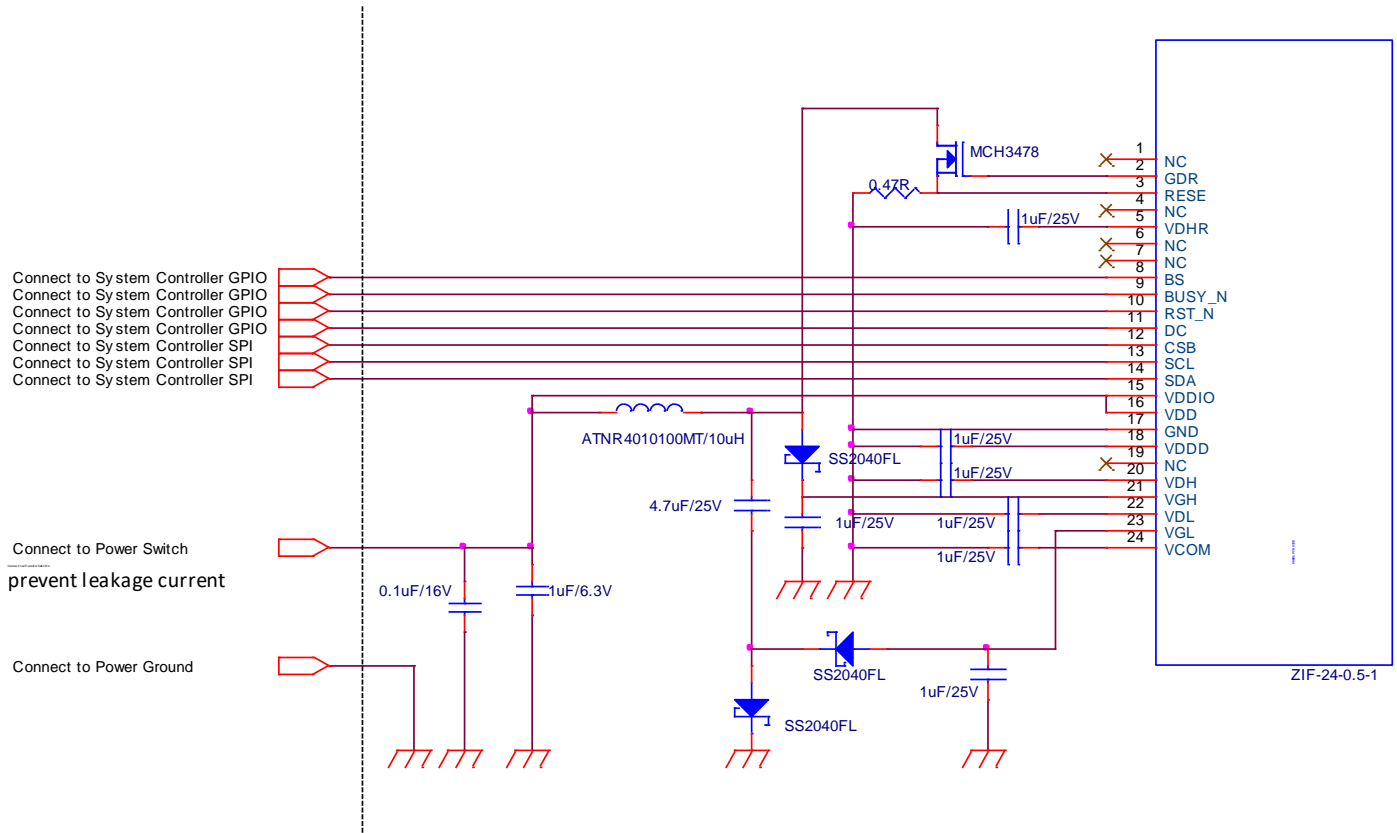 1
NC
2
GDR
MCH3478
3
RESE
0.47R
4
NC
5
VDHR
1uF/25V
6
NC
7
NC
8
BS
Connect to System Controller GPIO
9
BUSY_N
Connect to System Controller GPIO
10
RST_N
Connect to System Controller GPIO
11
DC
Connect to System Controller GPIO
12
CSB
Connect to System Controller SPI
13
SCL
Connect to System Controller SPI
14
SDA
Connect to System Controller SPI
15
VDDIO
16
VDD
17
GND
ATNR4010100MT/10uH
1uF/25V
18
VDDD
SS2040FL
19
NC
1uF/25V
20
VDH
21
VGH
4.7uF/25V
22
VDL
1uF/25V
1uF/25V
23
VGL
24
VCOM
1uF/25V
Connect to Power Switch
prevent leakage current
0.1uF/16V
1uF/6.3V
Connect to Power Ground
SS2040FL
1uF/25V
SS2040FL
ZIF-24-0.5-1